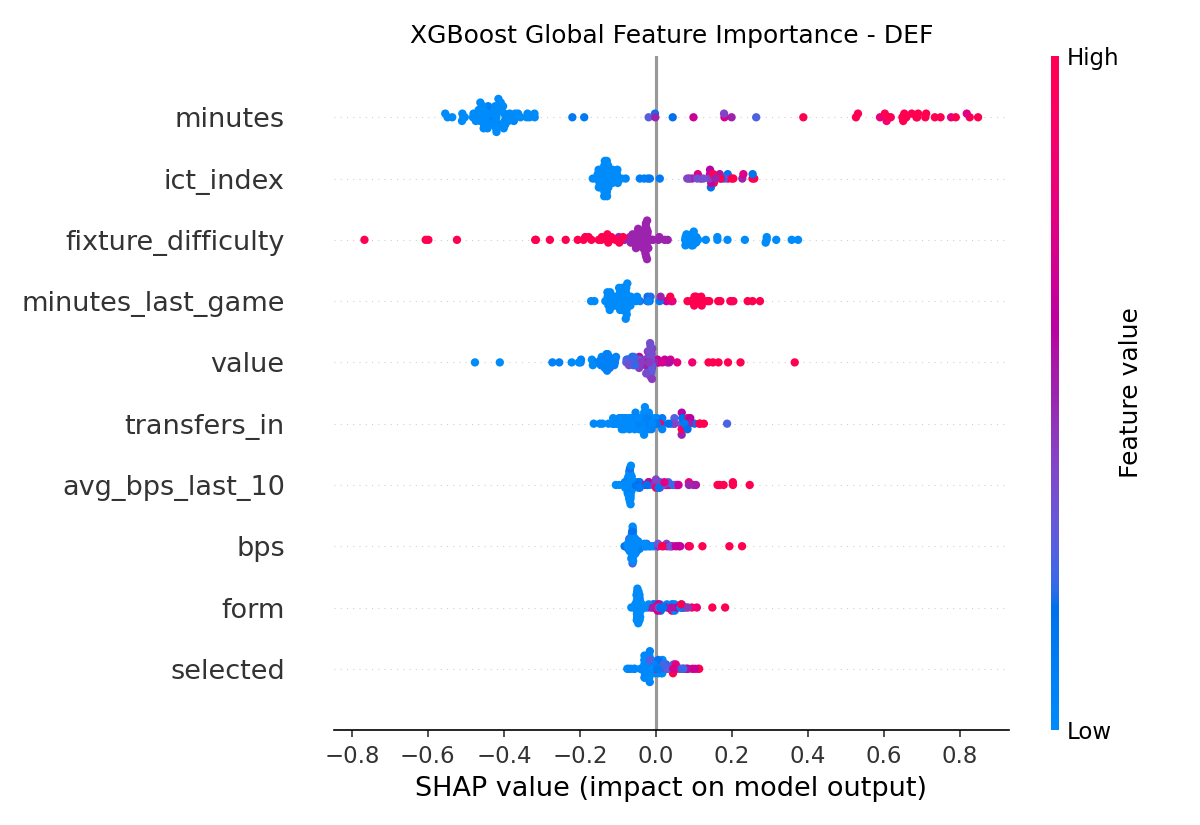 XGBoost Global Feature Importance - DEF
High
minutes
ict_index
fixture_difficulty
minutes_last_game
value
transfers_in
avg_bps_last_10
bps
form
selected
Feature value
Low
−0.8 −0.6 −0.4 −0.2 0.0 0.2 0.4 0.6 0.8
SHAP value (impact on model output)